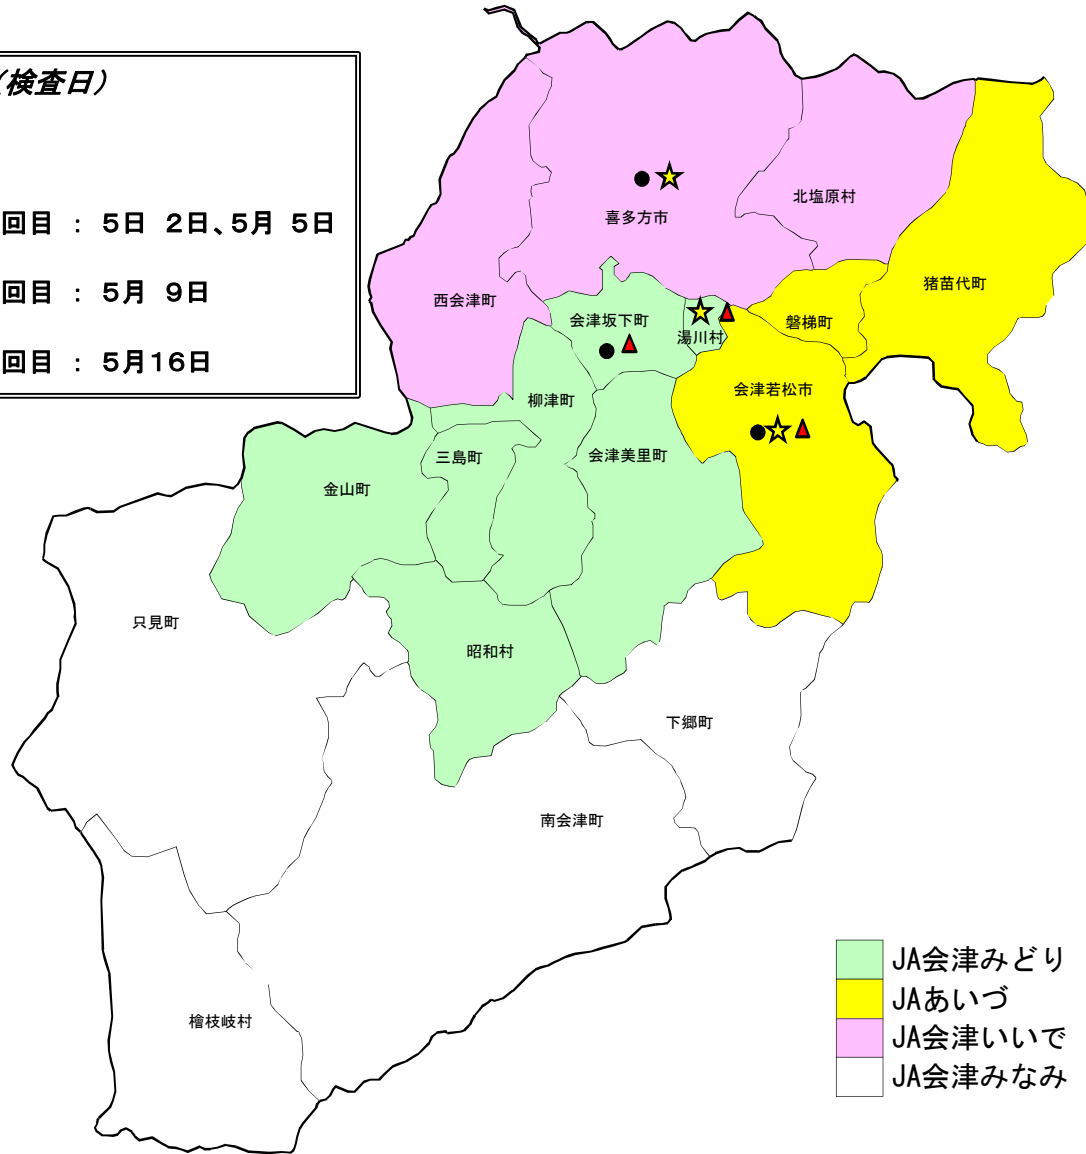 （検査日）
回目 ： 5日 2日、5月 5日
回目 ： 5月 9日
回目 ： 5月16日
喜多方市
北塩原村
猪苗代町
西会津町
会津坂下町
湯川村
磐梯町
会津若松市
柳津町
会津美里町
三島町
金山町
只見町
昭和村
下郷町
南会津町
檜枝岐村
JA会津みどり
JAあいづ
JA会津いいで
JA会津みなみ